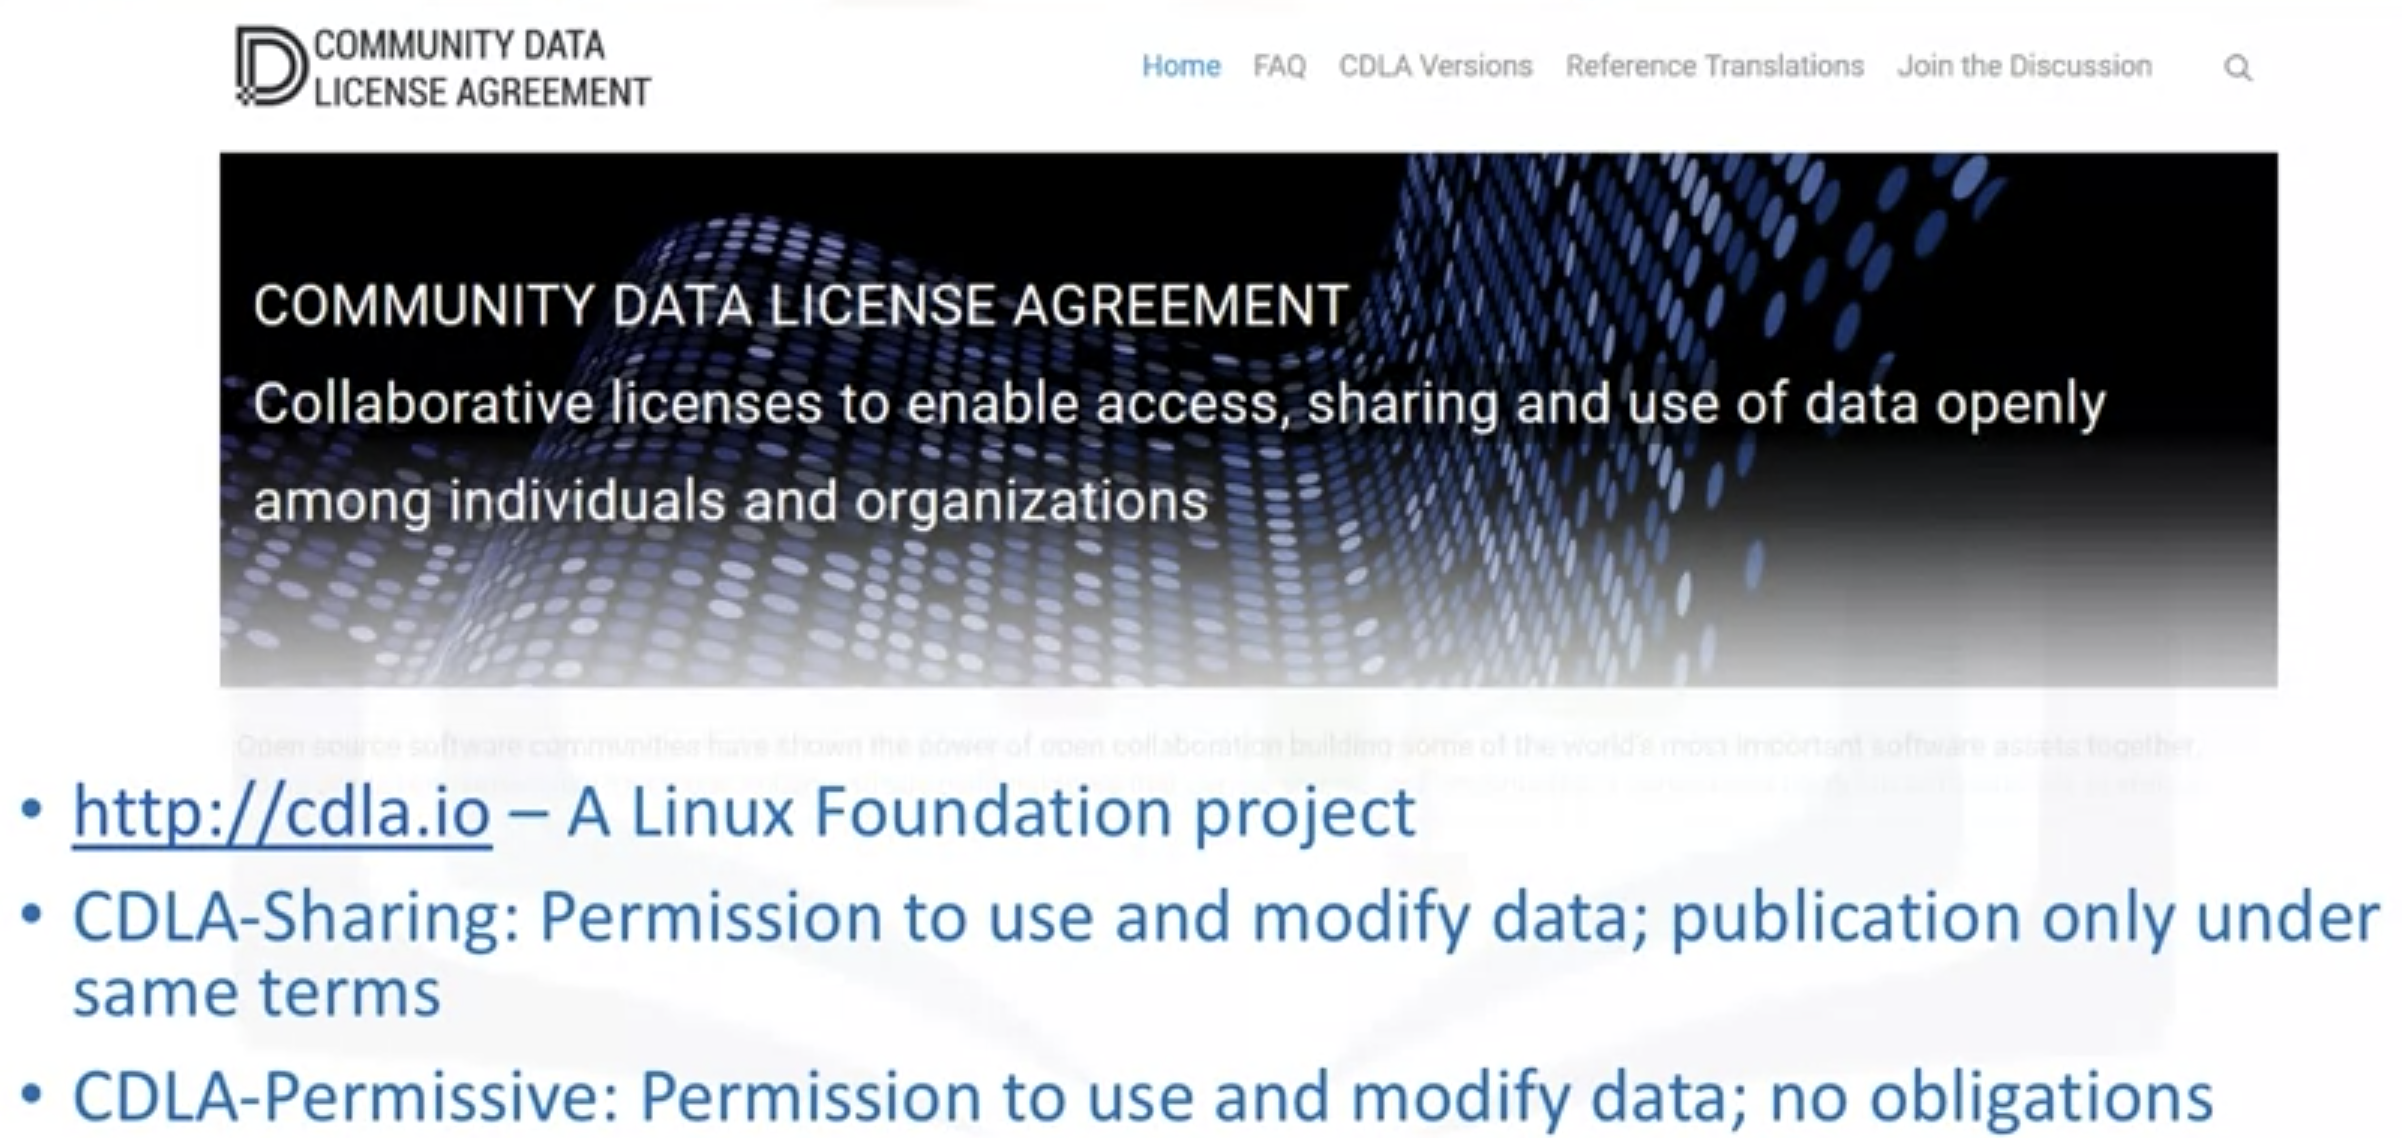 COMMUNITY DATA
LICENSE AGREEMENT
Home FAQ CDLA Versions Reference Translations Join the Discussion
COMMUNITY DATA LICENSE AGREEMENT
Collaborative licenses to enable access, sharing and use of data openly
among individuals and organizations
Open source software communities have shown the power of open collaboration building some of the world's most important software assets together.
• http://cdla.io – A Linux Foundation project
• CDLA-Sharing: Permission to use and modify data; publication only under
same terms
• CDLA-Permissive: Permission to use and modify data; no obligations